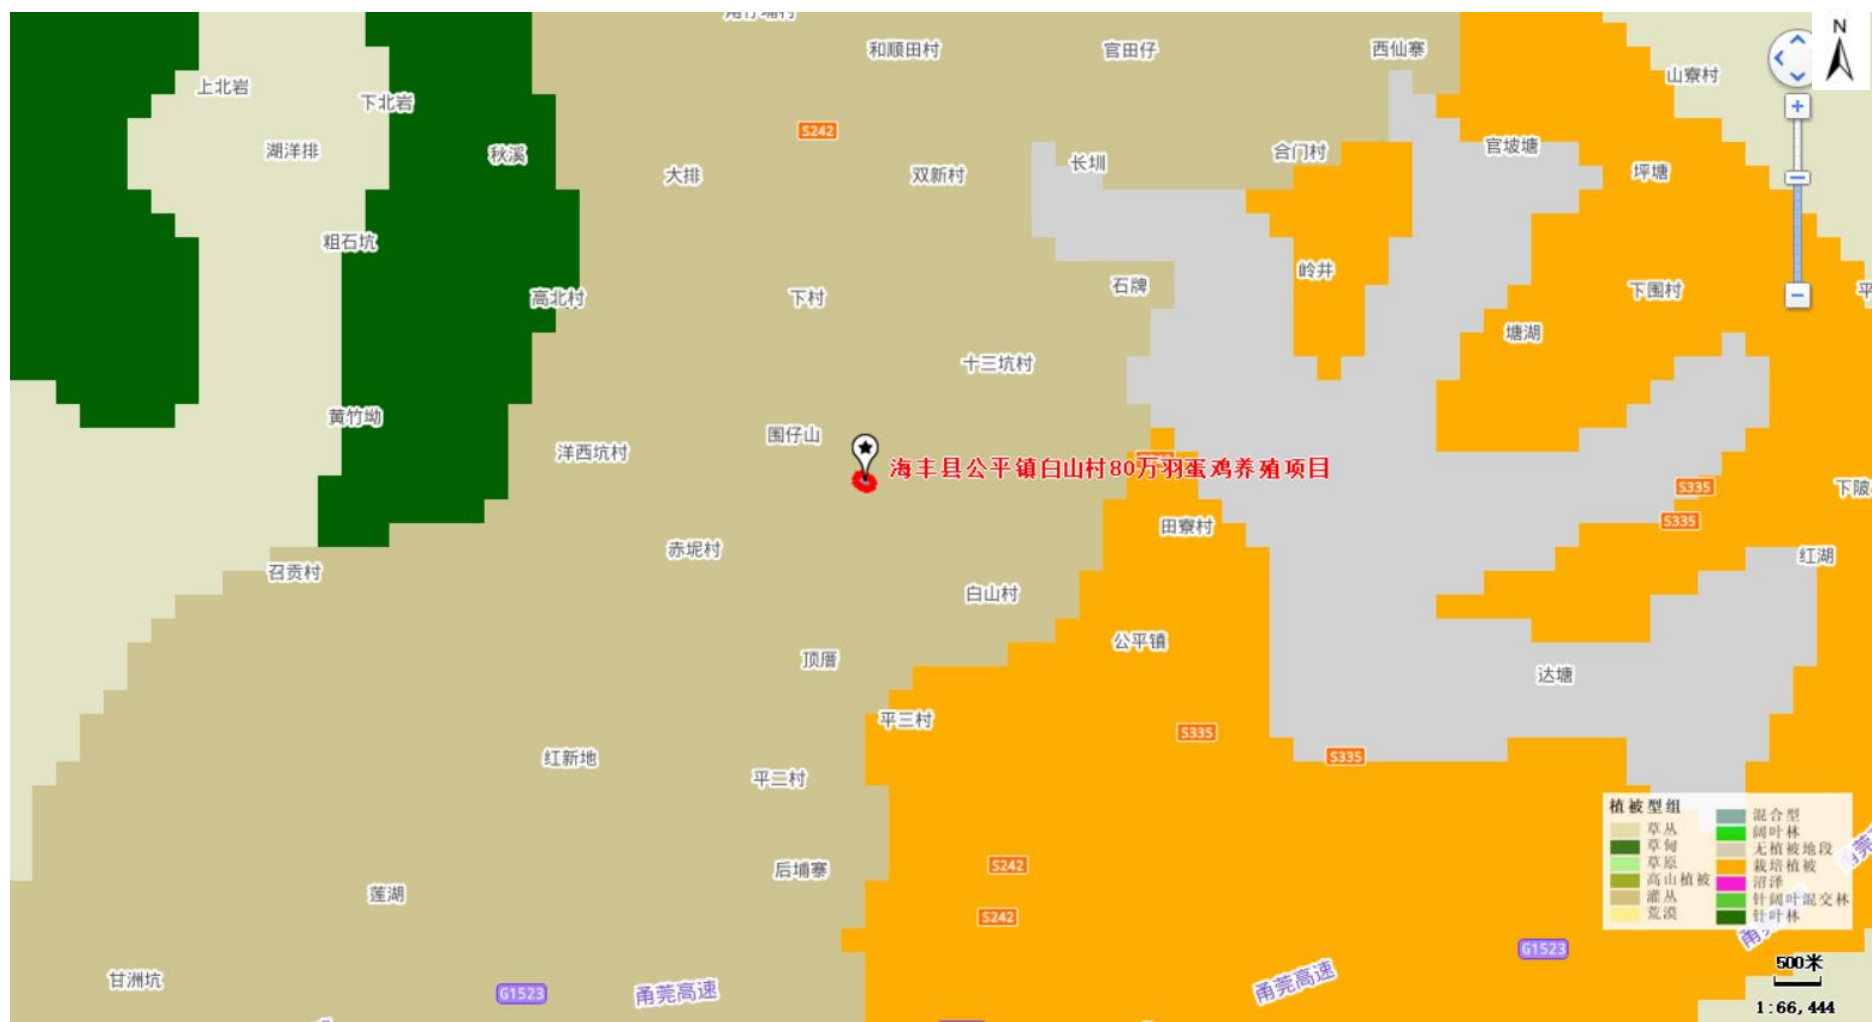 和顺田村
官田仔
西仙寨
N
山寮村
上北岩
下北岩
S242
湖洋排
秋溪
大排
双新村
长圳
合门村
官坡塘
坪塘
粗石坑
高北村
下村
石牌
岭井
下围村
平
塘湖
十三坑村
黄竹坳
洋西坑村
围仔山
海丰县公平镇白山村80万羽蛋鸡养殖项目
S335
下陂
S335
田寮村
赤坭村
红湖
召贡村
白山村
公平镇
顶厝
达塘
平三村
S335
S335
红新地
平二村
植被型组
草丛
草甸
草原
高山植被
灌丛
荒漠
混合型
阔叶林
无植被地段
栽培植被
沼泽
针阔叶混交林
针叶林
后埔寨
S242
莲湖
S242
甬莞
甬
G1523
甘洲坑
G1523
甬莞高速
甬莞高速
500米
1:66,444